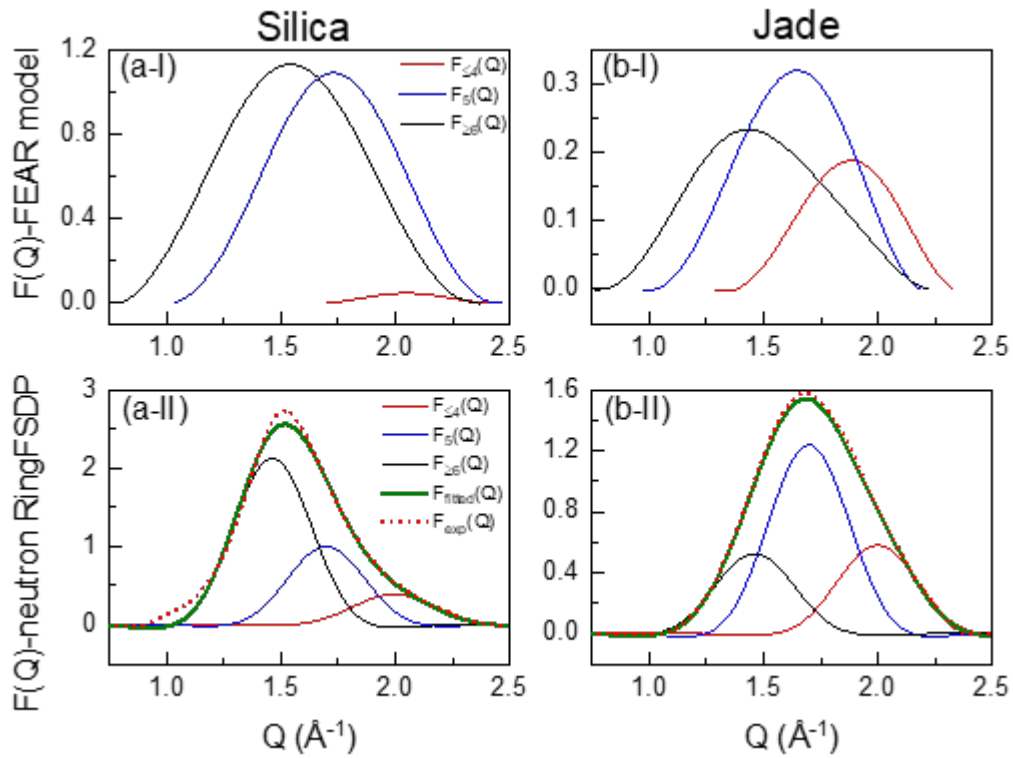 Silica
Jade
F(Q)-FEAR model
(a-I)
F≤4(Q)
F5(Q)
F≥6(Q)
1.2
0.8
0.4
0.0
1.0 1.5 2.0 2.5
(b-I)
0.3
0.2
0.1
0.0
1.0 1.5 2.0 2.5
F(Q)-neutron RingFSDP
(a-II)
F≤4(Q)
F5(Q)
F≥6(Q)
Ffitted(Q)
Fexp(Q)
3
2
1
0
1.0 1.5 2.0 2.5
Q (Å-1)
(b-II)
1.6
1.2
0.8
0.4
0.0
1.0 1.5 2.0 2.5
Q (Å-1)